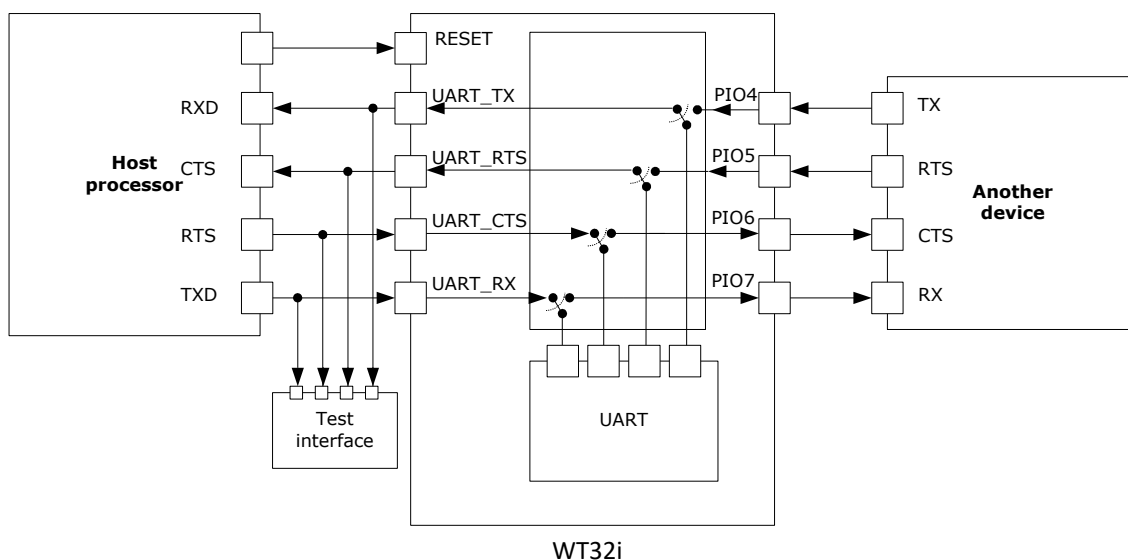 RESET
RXD
UART_TX
PIO4
TX
Host
processor
CTS
UART_RTS
PIO5
RTS
Another
device
RTS
UART_CTS
PIO6
CTS
TXD
UART_RX
PIO7
RX
Test
interface
UART
WT32i